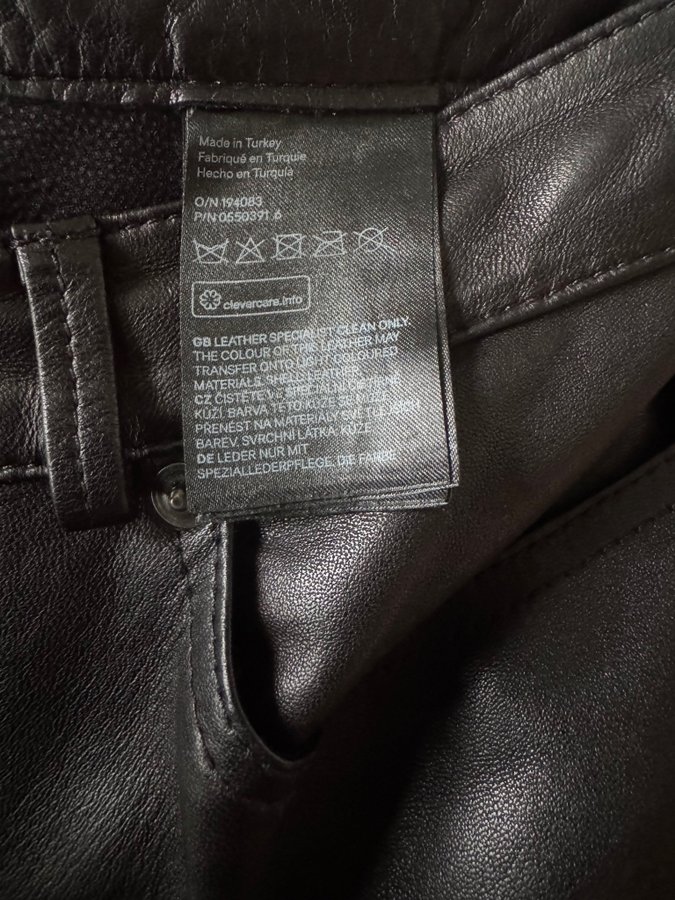 Made in Turkey
Fabriqué en Turquie
Hecho en Turquía
O/N 194083
P/N 0550391.6
clevercare.info
GB LEATHER SPECIALIST CLEAN ONLY.
THE COLOUR OF THE LEATHER MAY
TRANSFER ONTO LIGHT COLOURED
MATERIALS. SHELL LEATHER
CZ ČISTĚTE VE SPECIÁLNÍ ČISTÍRNĚ
KŮŽÍ. BARVA TÉTO KŮŽE SE MŮŽE
PŘENÉST NA MATERIÁLY SVĚTLEJŠÍCH
BAREV. SVRCHNÍ LÁTKA: KŮŽE
DE LEDER NUR MIT
SPEZIALLEDERPFLEGE. DIE FARBE